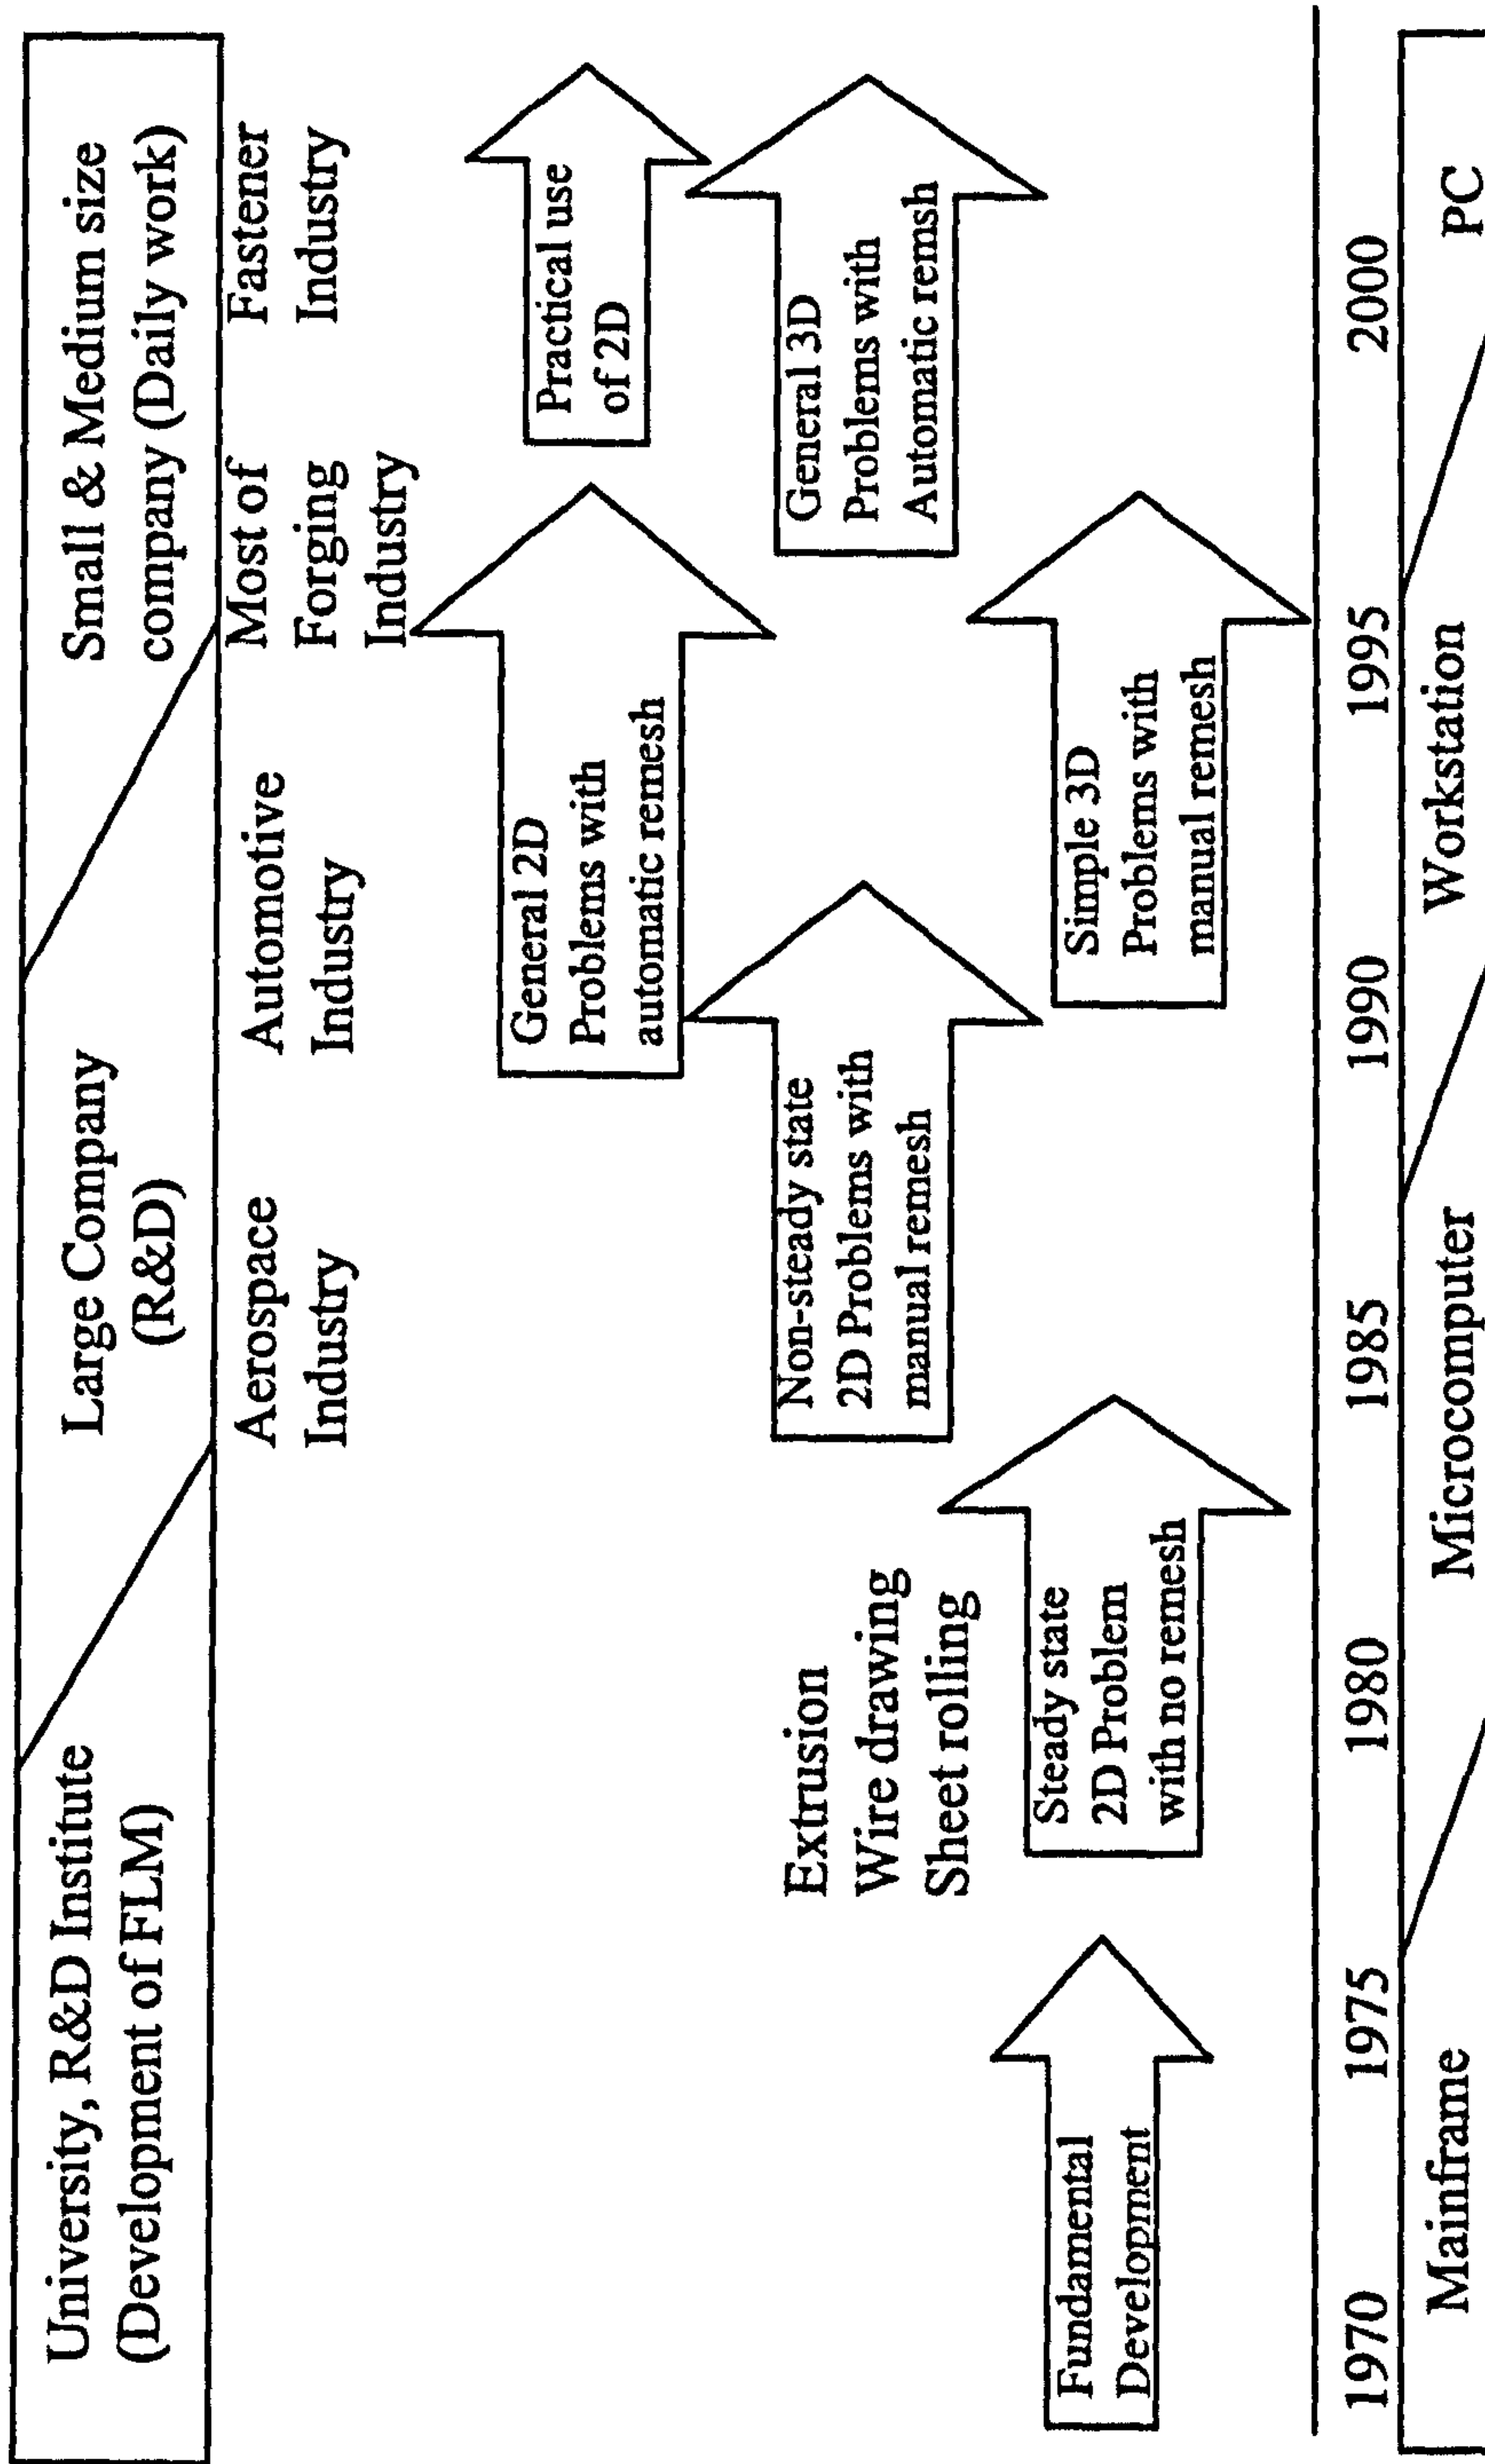 University, R&D Institute
(Development of FLM)
Large Company
(R&D)
Small & Medium size
company (Daily work)
Aerospace
Industry
Automotive
Industry
Most of
Forging
Industry
Fastener
Industry
General 2D
Problems with
automatic remesh
Practical use
of 2D
Non-steady state
2D Problems with
manual remesh
General 3D
Problems with
Automatic remsh
Extrusion
Wire drawing
Sheet rolling
Fundamental
Development
Steady state
2D Problem
with no remesh
Simple 3D
Problems with
manual remesh
1970 1975 1980 1985 1990 1995 2000
Mainframe Microcomputer Workstation PC